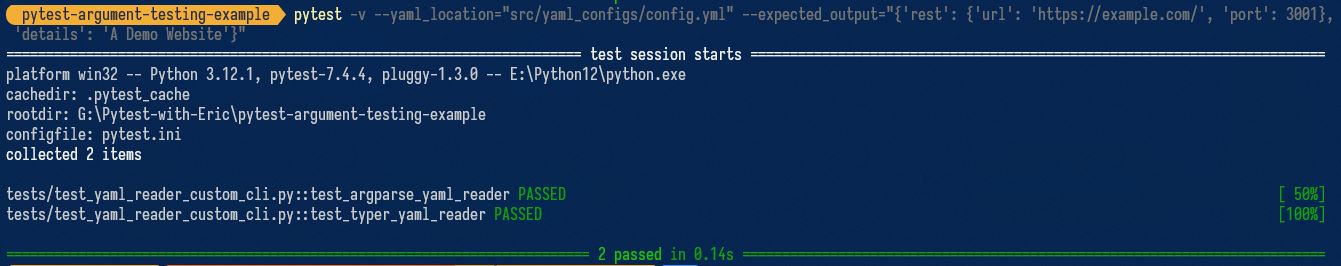 pytest-argument-testing-example pytest -v --yaml_location="src/yaml_configs/config.yml" --expected_output="{'rest': {'url': 'https://example.com/', 'port': 3001},
'details': 'A Demo Website'}"
============================= test session starts =============================
platform win32 -- Python 3.12.1, pytest-7.4.4, pluggy-1.3.0 -- E:\Python12\python.exe
cachedir: .pytest_cache
rootdir: G:\Pytest-with-Eric\pytest-argument-testing-example
configfile: pytest.ini
collected 2 items
tests/test_yaml_reader_custom_cli.py::test_argparse_yaml_reader PASSED [ 50%]
tests/test_yaml_reader_custom_cli.py::test_typer_yaml_reader PASSED [100%]
============================= 2 passed in 0.14s =============================